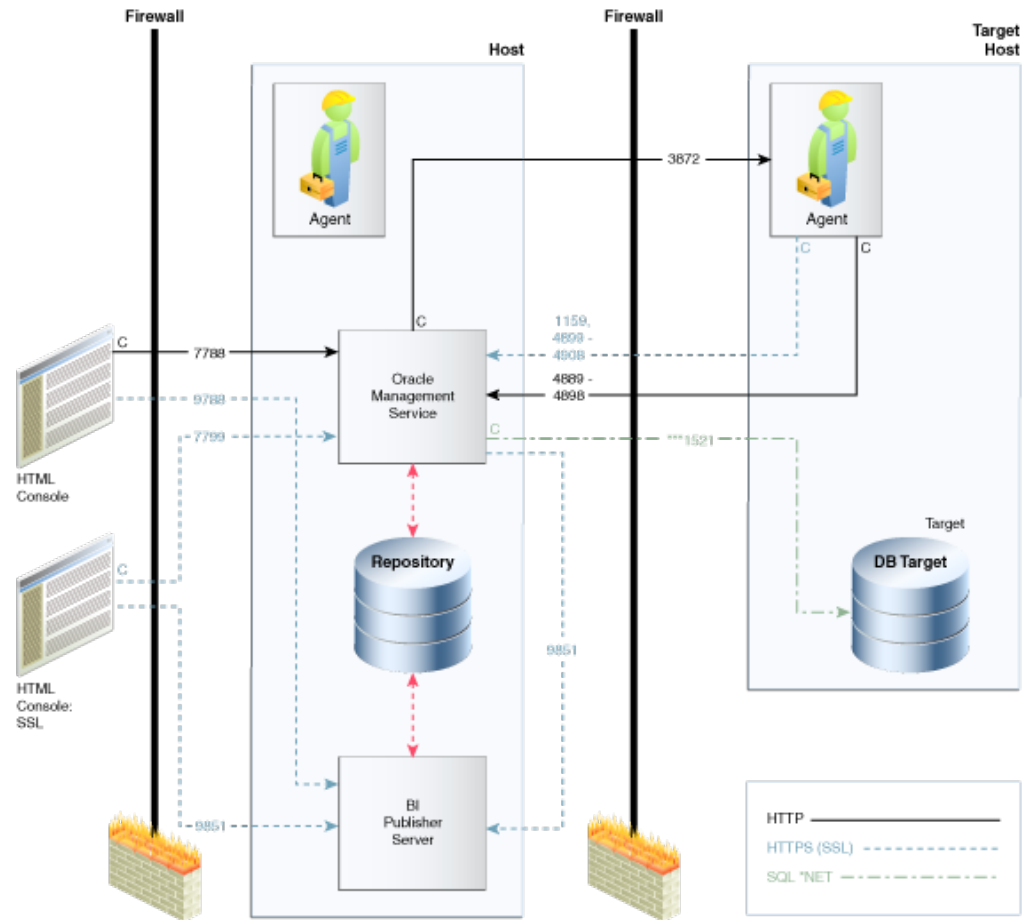 Firewall
Firewall
Target
Host
Host
Agent
Agent
3872
C
C
C
1159,
4899 -
4908
C
7788
4889 -
4898
Oracle
Management
Service
9788
C
***1521
7799
HTML
Console
Target
Repository
DB Target
C
9851
HTML
Console:
SSL
BI
Publisher
Server
9851
HTTP
HTTPS (SSL)
SQL *NET